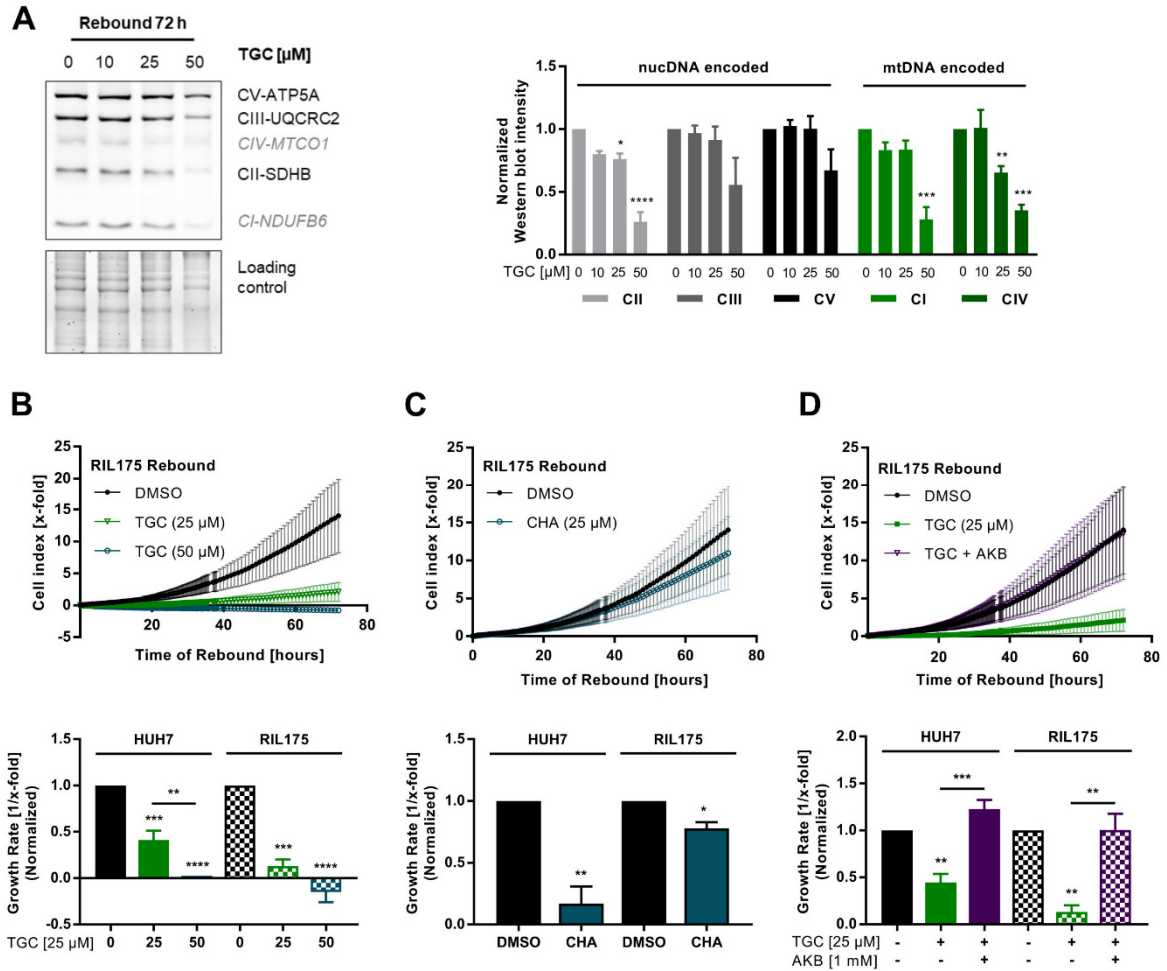 A
Rebound 72 h
0 10 25 50 TGC [µM]
CV-ATP5A
CIII-UQCRC2
CIV-MTCO1
CII-SDHB
CI-NDUFB6
Loading
control
nucDNA encoded mtDNA encoded
Normalized
Western blot intensity
1.5
1.0
0.5
0.0
* **** *** ** ***
TGC [µM] 0 10 25 50 0 10 25 50 0 10 25 50 0 10 25 50 0 10 25 50
CII CIII CV CI CIV
B
RIL175 Rebound
DMSO
TGC (25 µM)
TGC (50 µM)
Cell index [x-fold]
25
20
15
10
5
0
-5
20 40 60 80
Time of Rebound [hours]
HUH7 RIL175
Growth Rate [1/x-fold]
(Normalized)
1.5
1.0
0.5
0.0
-0.5
** *** **** *** ****
TGC [25 µM] 0 25 50 0 25 50
C
RIL175 Rebound
DMSO
CHA (25 µM)
Cell index [x-fold]
25
20
15
10
5
0
0 20 40 60 80
Time of Rebound [hours]
HUH7 RIL175
Growth Rate [1/x-fold]
(Normalized)
1.5
1.0
0.5
0.0
** *
DMSO CHA DMSO CHA
D
RIL175 Rebound
DMSO
TGC (25 µM)
TGC + AKB
Cell index [x-fold]
25
20
15
10
5
0
20 40 60 80
Time of Rebound [hours]
HUH7 RIL175
Growth Rate [1/x-fold]
(Normalized)
2.0
1.5
1.0
0.5
0.0
*** ** ** **
TGC [25 µM] - + + - + +
AKB [1 mM] - - + - - +